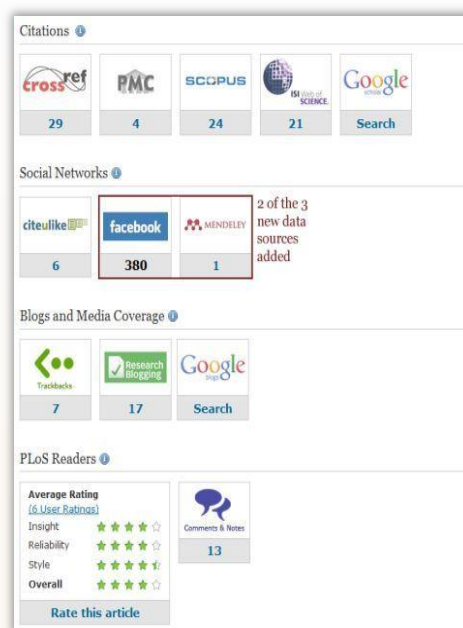 Citations
crossref
PMC
SCOPUS
ISI Web of
SCIENCE.
Google
scholar
29
4
24
21
Search
Social Networks
citeulike
facebook
MENDELEY
2 of the 3
new data
sources
added
6
380
1
Blogs and Media Coverage
Trackbacks
Research
Blogging
Google
blogs
7
17
Search
PLoS Readers
Average Rating
(6 User Ratings)
Insight
Reliability
Style
Overall
Rate this article
Comments & Notes
13